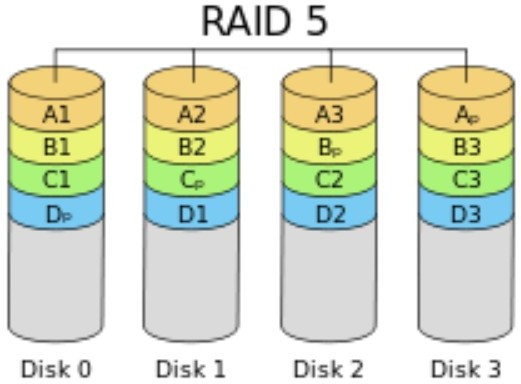 RAID 5
A1 A2 A3 Ap
B1 B2 Bp B3
C1 Cp C2 C3
Dp D1 D2 D3
Disk 0 Disk 1 Disk 2 Disk 3